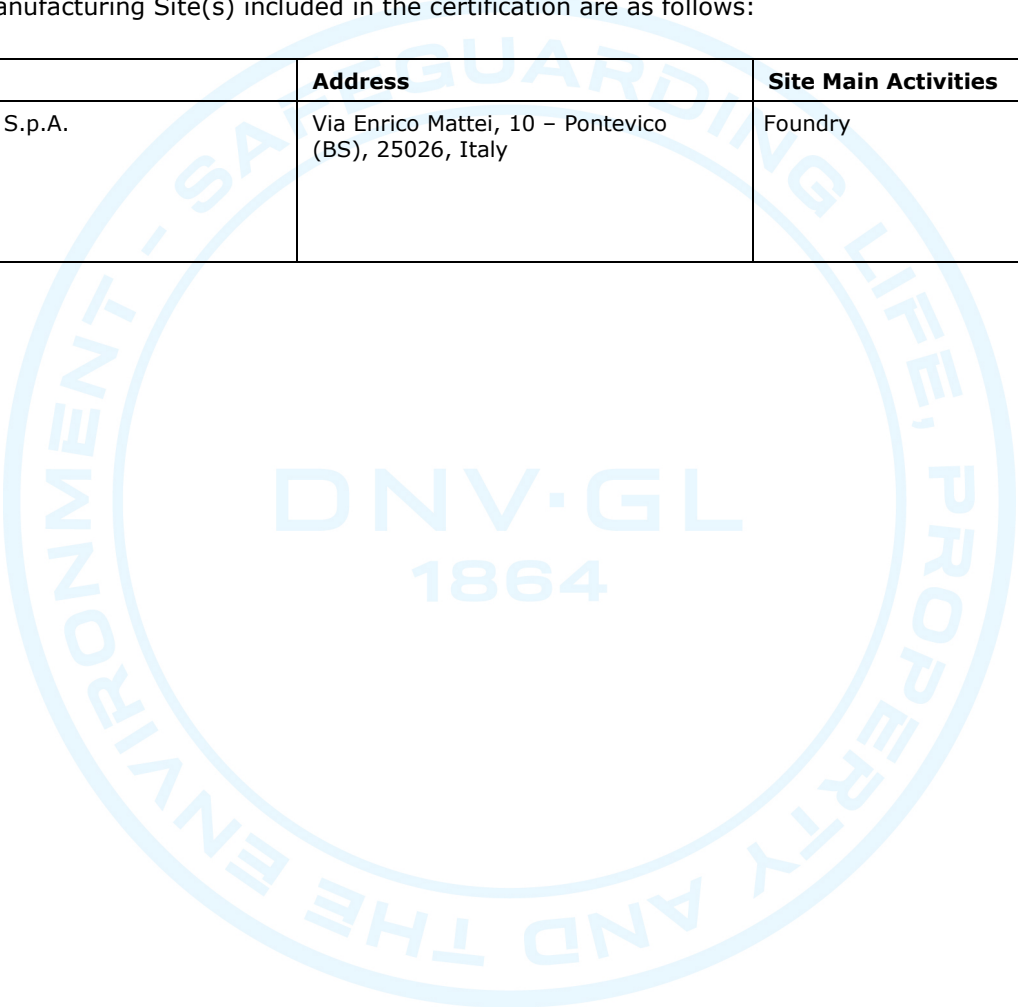 anufacturing Site(s) included in the certification are as follows:
Address
Site Main Activities
S.p.A.
Via Enrico Mattei, 10 – Pontevico
(BS), 25026, Italy
Foundry
SAFEGUARDING LIFE, PROPERTY AND THE ENVIRONMENT -
DNV·GL
1864